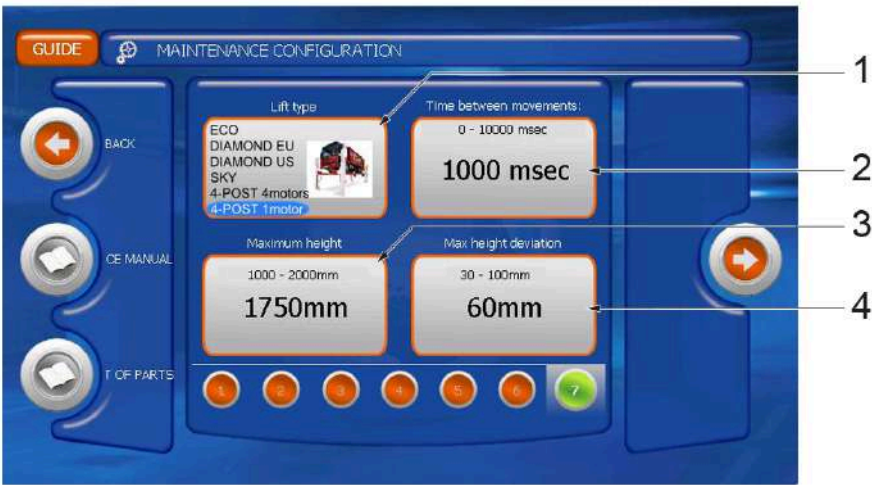 GUIDE
MAINTENANCE CONFIGURATION
1
Lift type
Time between movements:
ECO
DIAMOND EU
DIAMOND US
SKY
4-POST 4motors
4-POST 1motor
0 - 10000 msec
1000 msec
BACK
2
3
Maximum height
Max height deviation
CE MANUAL
1000 - 2000mm
1750mm
30 - 100mm
60mm
4
T OF PARTS
1
2
3
4
5
6
7